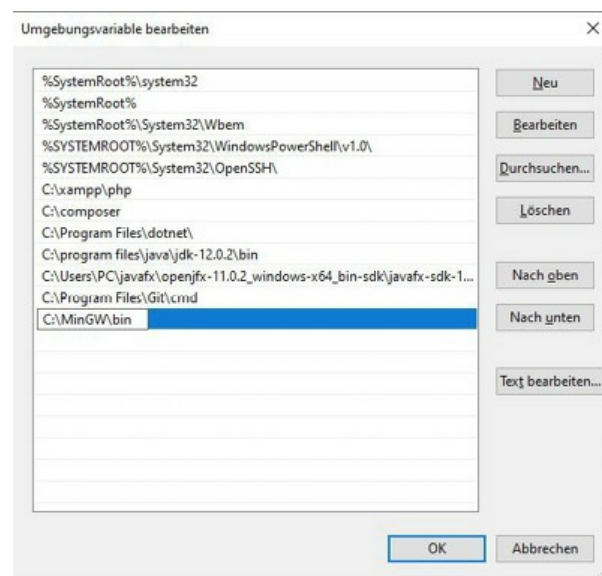 Umgebungsvariable bearbeiten
%SystemRoot%\system32
%SystemRoot%
%SystemRoot%\System32\Wbem
%SYSTEMROOT%\System32\WindowsPowerShell\v1.0\
%SYSTEMROOT%\System32\OpenSSH\
C:\xampp\php
C:\composer
C:\Program Files\dotnet\
C:\program files\java\jdk-12.0.2\bin
C:\Users\PC\javafx\openjfx-11.0.2_windows-x64_bin-sdk\javafx-sdk-1...
C:\Program Files\Git\cmd
C:\MinGW\bin
Neu
Bearbeiten
Durchsuchen...
Löschen
Nach oben
Nach unten
Text bearbeiten...
OK
Abbrechen